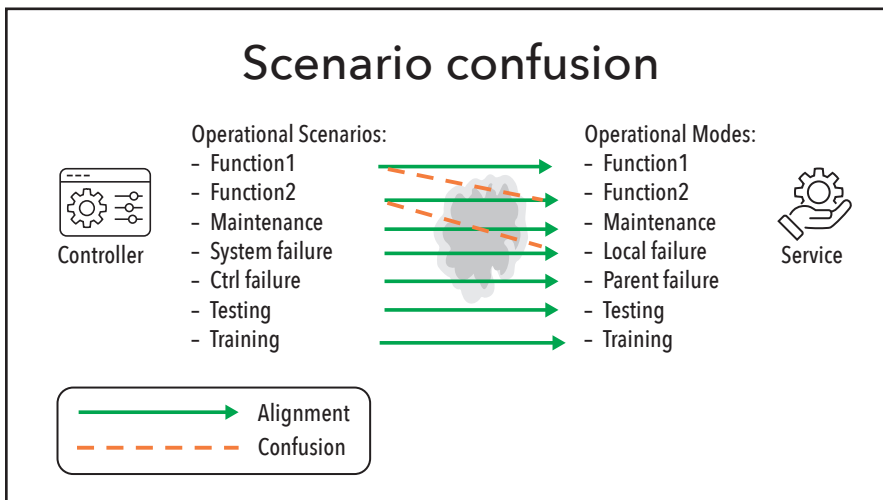 Scenario confusion
Operational Scenarios:
– Function1
– Function2
– Maintenance
– System failure
– Ctrl failure
– Testing
– Training
Controller
Operational Modes:
– Function1
– Function2
– Maintenance
– Local failure
– Parent failure
– Testing
– Training
Service
Alignment
Confusion